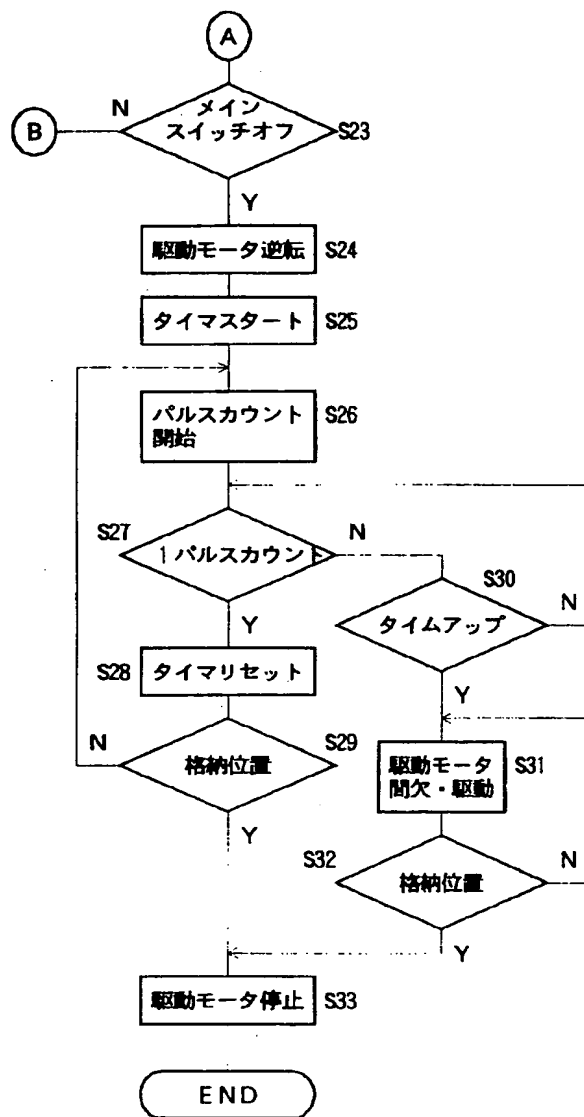 A
N
メイン
スイッチオフ
S23
B
Y
駆動モータ逆転
S24
タイマスタート
S25
パルスカウント
開始
S26
S27
1パルスカウント
N
S30
タイムアップ
N
Y
S28
タイマリセット
Y
N
格納位置
S29
駆動モータ
間欠・駆動
S31
Y
S32
格納位置
N
Y
駆動モータ停止
S33
END